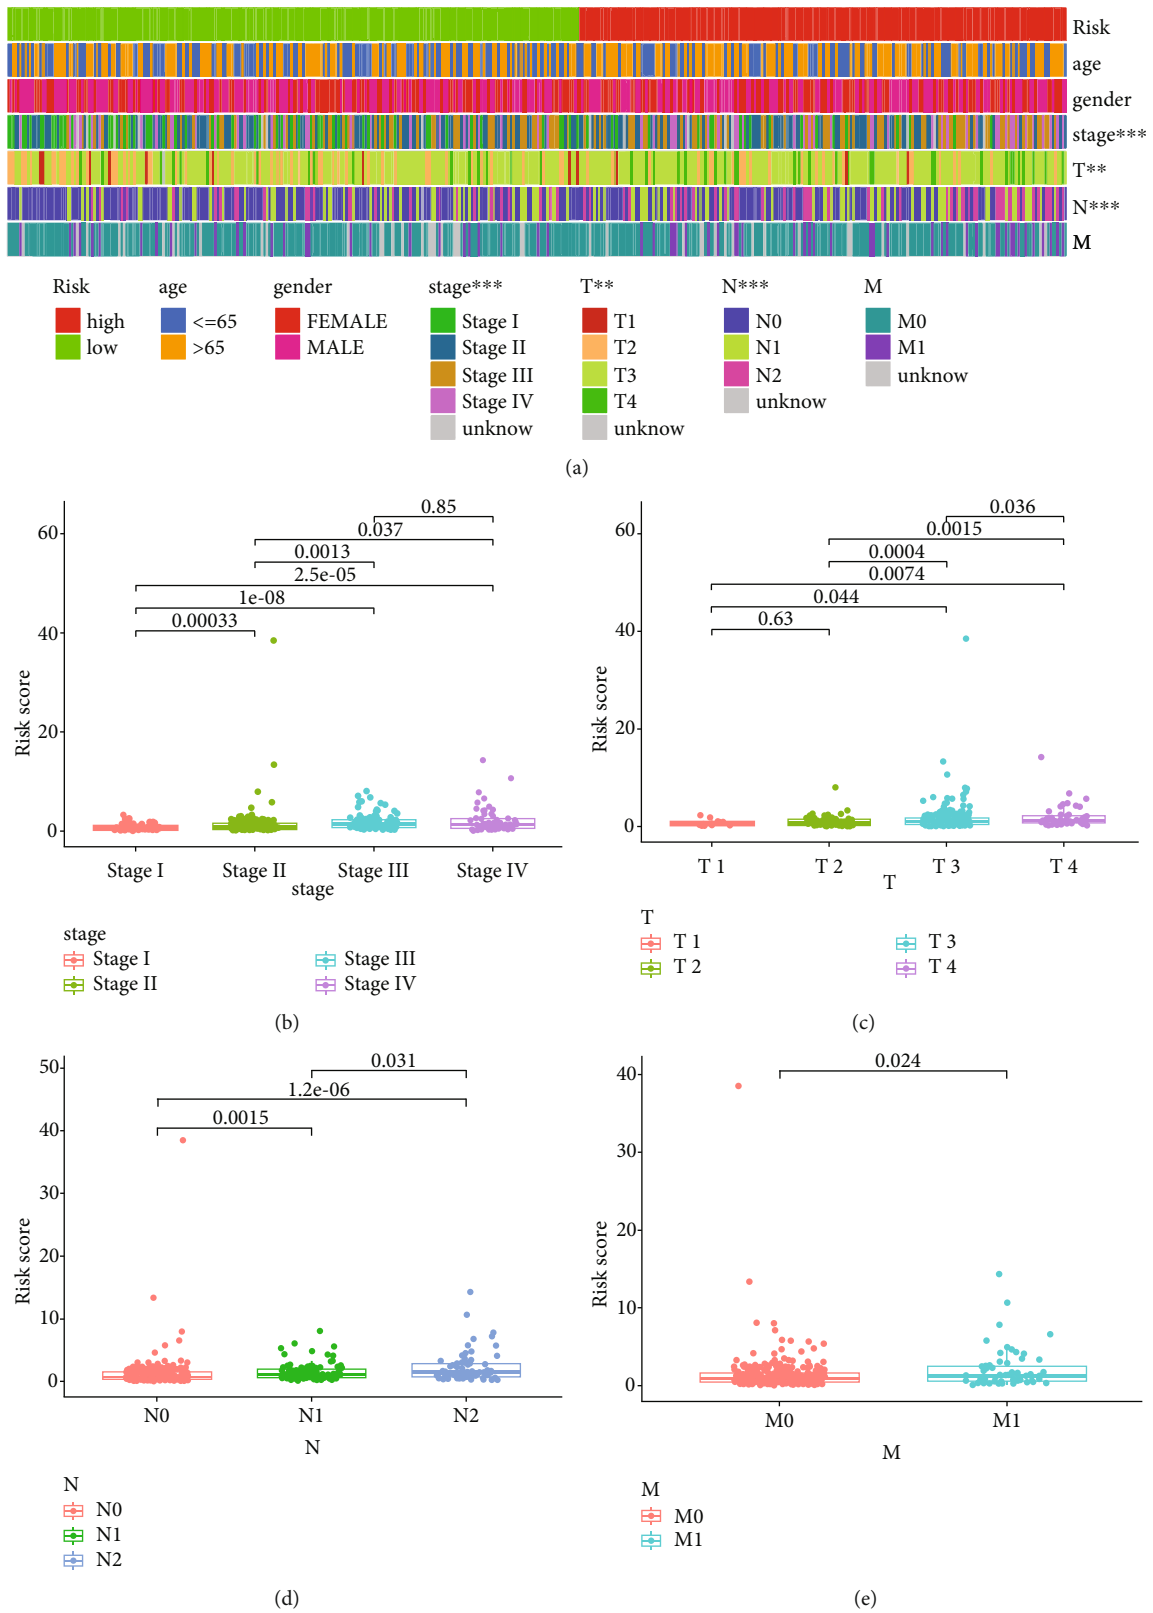 Risk
age
gender
stage***
T**
N***
M
Risk age gender stage*** T** N*** M
high <=65 FEMALE Stage I T1 N0 M0
low >65 MALE Stage II T2 N1 M1
Stage III T3 N2 unknow
Stage IV T4 unknow
unknow unknow
(a)
0.85
0.037
0.0013
2.5e-05
1e-08
0.00033
60
40
20
0
Risk score
Stage I Stage II Stage III Stage IV
stage
stage
Stage I Stage III
Stage II Stage IV
(b)
0.036
0.0015
0.0004
0.0074
0.044
0.63
60
40
20
0
Risk score
T 1 T 2 T 3 T 4
T
T
T 1 T 3
T 2 T 4
(c)
0.031
1.2e-06
0.0015
50
40
30
20
10
0
Risk score
N0 N1 N2
N
N
N0
N1
N2
(d)
0.024
40
30
20
10
0
Risk score
M0 M1
M
M
M0
M1
(e)